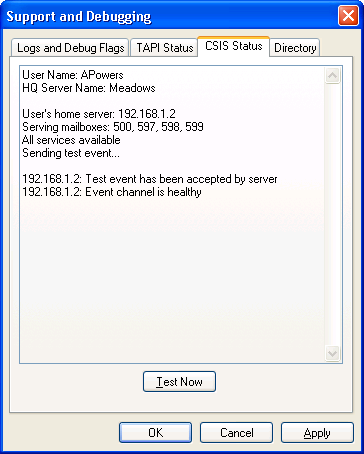 Support and Debugging
Logs and Debug Flags
TAPI Status
CSIS Status
Directory
User Name: APowers
HQ Server Name: Meadows
User's home server: 192.168.1.2
Serving mailboxes: 500, 597, 598, 599
All services available
Sending test event...
192.168.1.2: Test event has been accepted by server
192.168.1.2: Event channel is healthy
Test Now
OK
Cancel
Apply